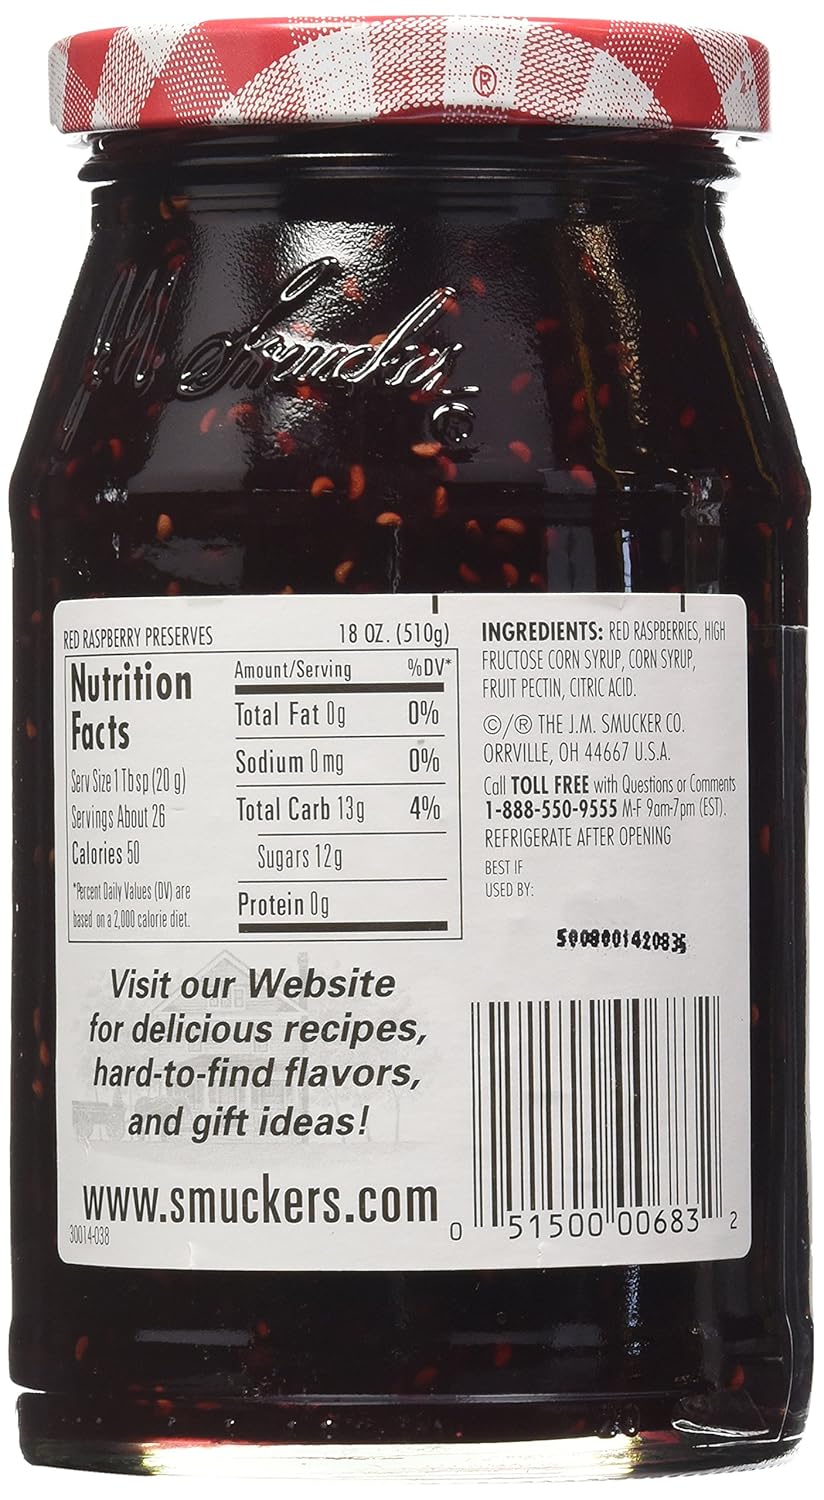 ®
J.M. Smucker
®
RED RASPBERRY PRESERVES 18 OZ. (510g)
Nutrition
Facts
Serv Size 1 Tbsp (20 g)
Servings About 26
Calories 50
*Percent Daily Values (DV) are
based on a 2,000 calorie diet.
Amount/Serving %DV*
Total Fat 0g 0%
Sodium 0mg 0%
Total Carb 13g 4%
Sugars 12g
Protein 0g
INGREDIENTS: RED RASPBERRIES, HIGH
FRUCTOSE CORN SYRUP, CORN SYRUP,
FRUIT PECTIN, CITRIC ACID.
©/® THE J.M. SMUCKER CO.
ORRVILLE, OH 44667 U.S.A.
Call TOLL FREE with Questions or Comments
1-888-550-9555 M-F 9am-7pm (EST).
REFRIGERATE AFTER OPENING
BEST IF
USED BY:
Visit our Website
for delicious recipes,
hard-to-find flavors,
and gift ideas!
www.smuckers.com
30014-038
0 51500 00683 2